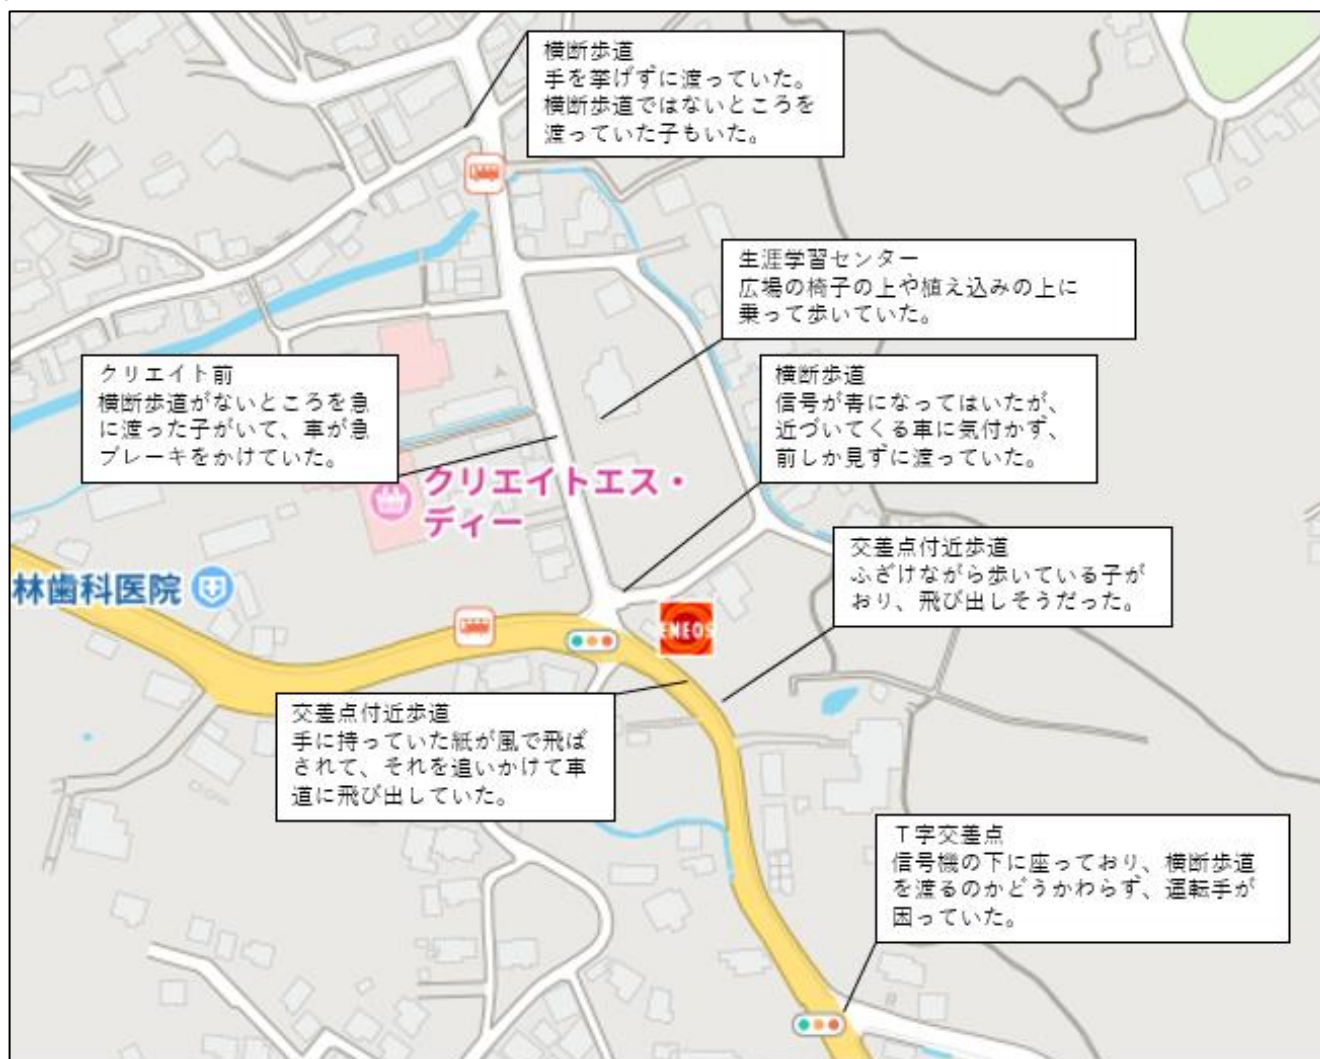 横断歩道
手を挙げずに渡っていた。
横断歩道ではないところを
渡っていた子もいた。
生涯学習センター
広場の椅子の上や植え込みの上に
乗って歩いていた。
クリエイト前
横断歩道がないところを急
に渡った子がいて、車が急
ブレーキをかけていた。
横断歩道
信号が青になってはいたが、
近づいてくる車に気付かず、
前しか見ずに渡っていた。
クリエイトエス・
ディー
交差点付近歩道
ふざけながら歩いている子が
おり、飛び出しそうだった。
林歯科医院
ENEOS
交差点付近歩道
手に持っていた紙が風で飛ば
されて、それを追いかけて車
道に飛び出していた。
T字交差点
信号機の下に座っており、横断歩道
を渡るのかどうかわらず、運転手が
困っていた。